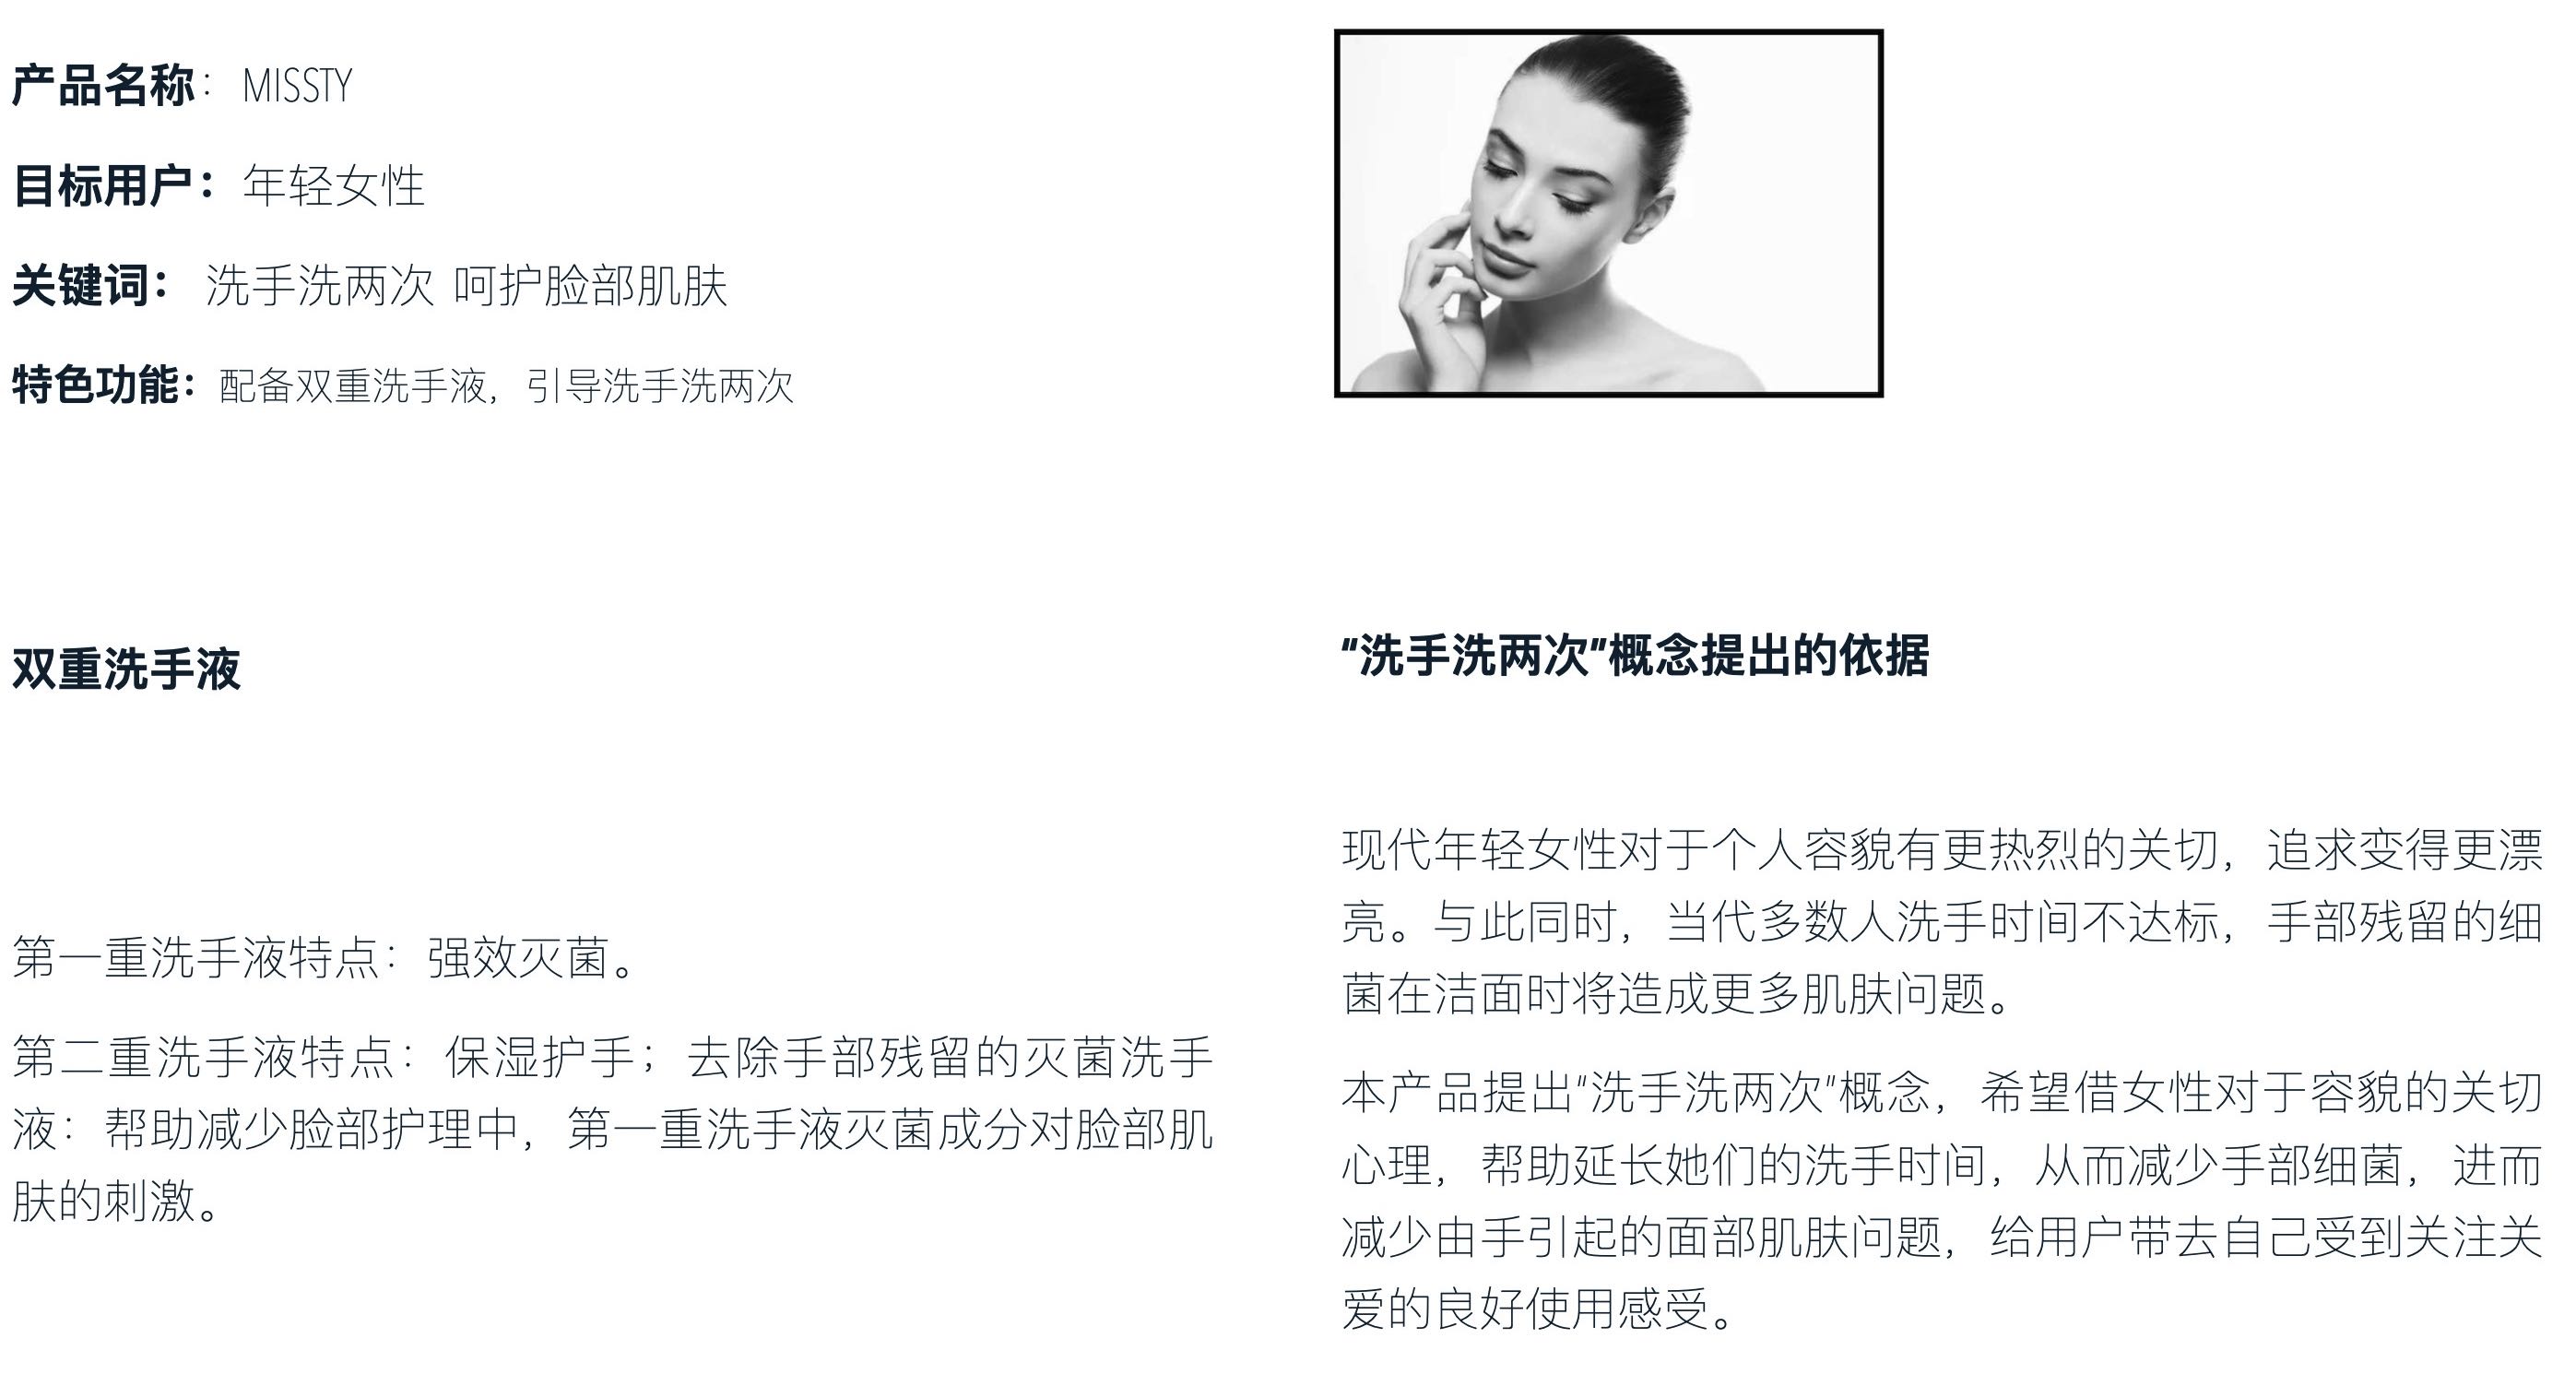 产品名称： MISSTY
目标用户：年轻女性
关键词： 洗手洗两次 呵护脸部肌肤
特色功能：配备双重洗手液，引导洗手洗两次
双重洗手液
第一重洗手液特点：强效灭菌。
第二重洗手液特点：保湿护手；去除手部残留的灭菌洗手
液：帮助减少脸部护理中，第一重洗手液灭菌成分对脸部肌
肤的刺激。
"洗手洗两次"概念提出的依据
现代年轻女性对于个人容貌有更热烈的关切，追求变得更漂
亮。与此同时，当代多数人洗手时间不达标，手部残留的细
菌在洁面时将造成更多肌肤问题。
本产品提出"洗手洗两次"概念，希望借女性对于容貌的关切
心理，帮助延长她们的洗手时间，从而减少手部细菌，进而
减少由手引起的面部肌肤问题，给用户带去自己受到关注关
爱的良好使用感受。